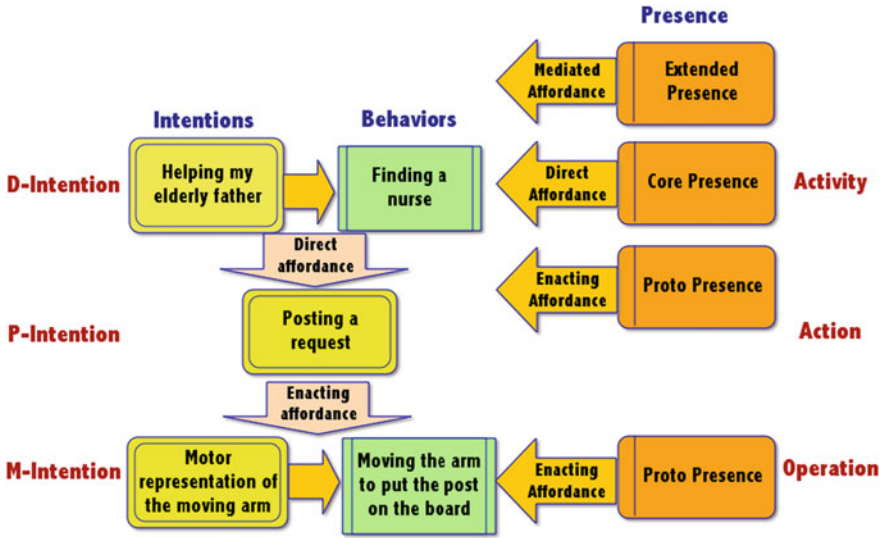 Presence
Mediated
Affordance
Extended
Presence
Intentions
Behaviors
D-Intention
Helping my
elderly father
Finding a
nurse
Direct
Affordance
Core Presence
Activity
Direct
affordance
Enacting
Affordance
Proto Presence
P-Intention
Posting a
request
Action
Enacting
affordance
M-Intention
Motor
representation of
the moving arm
Moving the arm
to put the post
on the board
Enacting
Affordance
Proto Presence
Operation